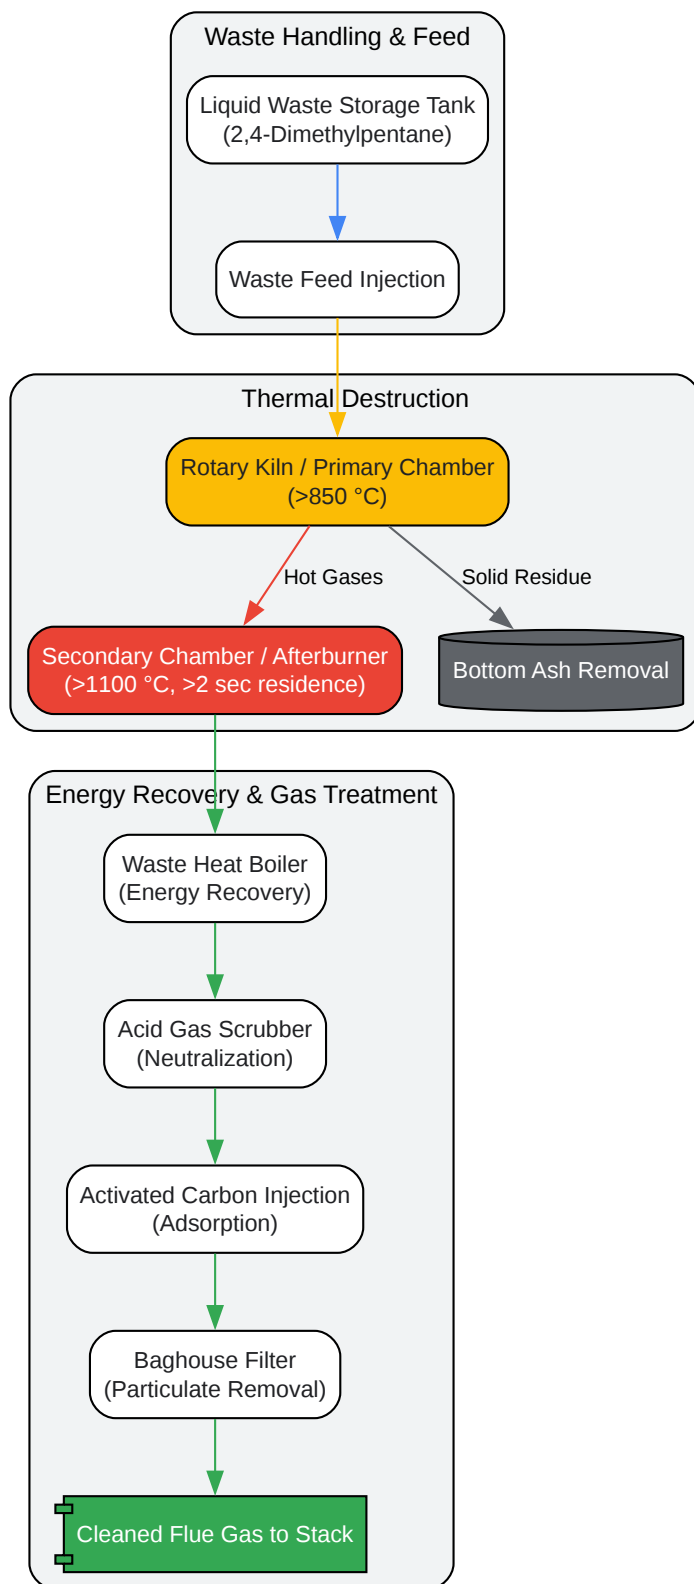 Waste Handling & Feed
Liquid Waste Storage Tank
(2,4-Dimethylpentane)
Waste Feed Injection
Thermal Destruction
Rotary Kiln / Primary Chamber
(>850 °C)
Hot Gases
Solid Residue
Secondary Chamber / Afterburner
(>1100 °C, >2 sec residence)
Bottom Ash Removal
Energy Recovery & Gas Treatment
Waste Heat Boiler
(Energy Recovery)
Acid Gas Scrubber
(Neutralization)
Activated Carbon Injection
(Adsorption)
Baghouse Filter
(Particulate Removal)
Cleaned Flue Gas to Stack